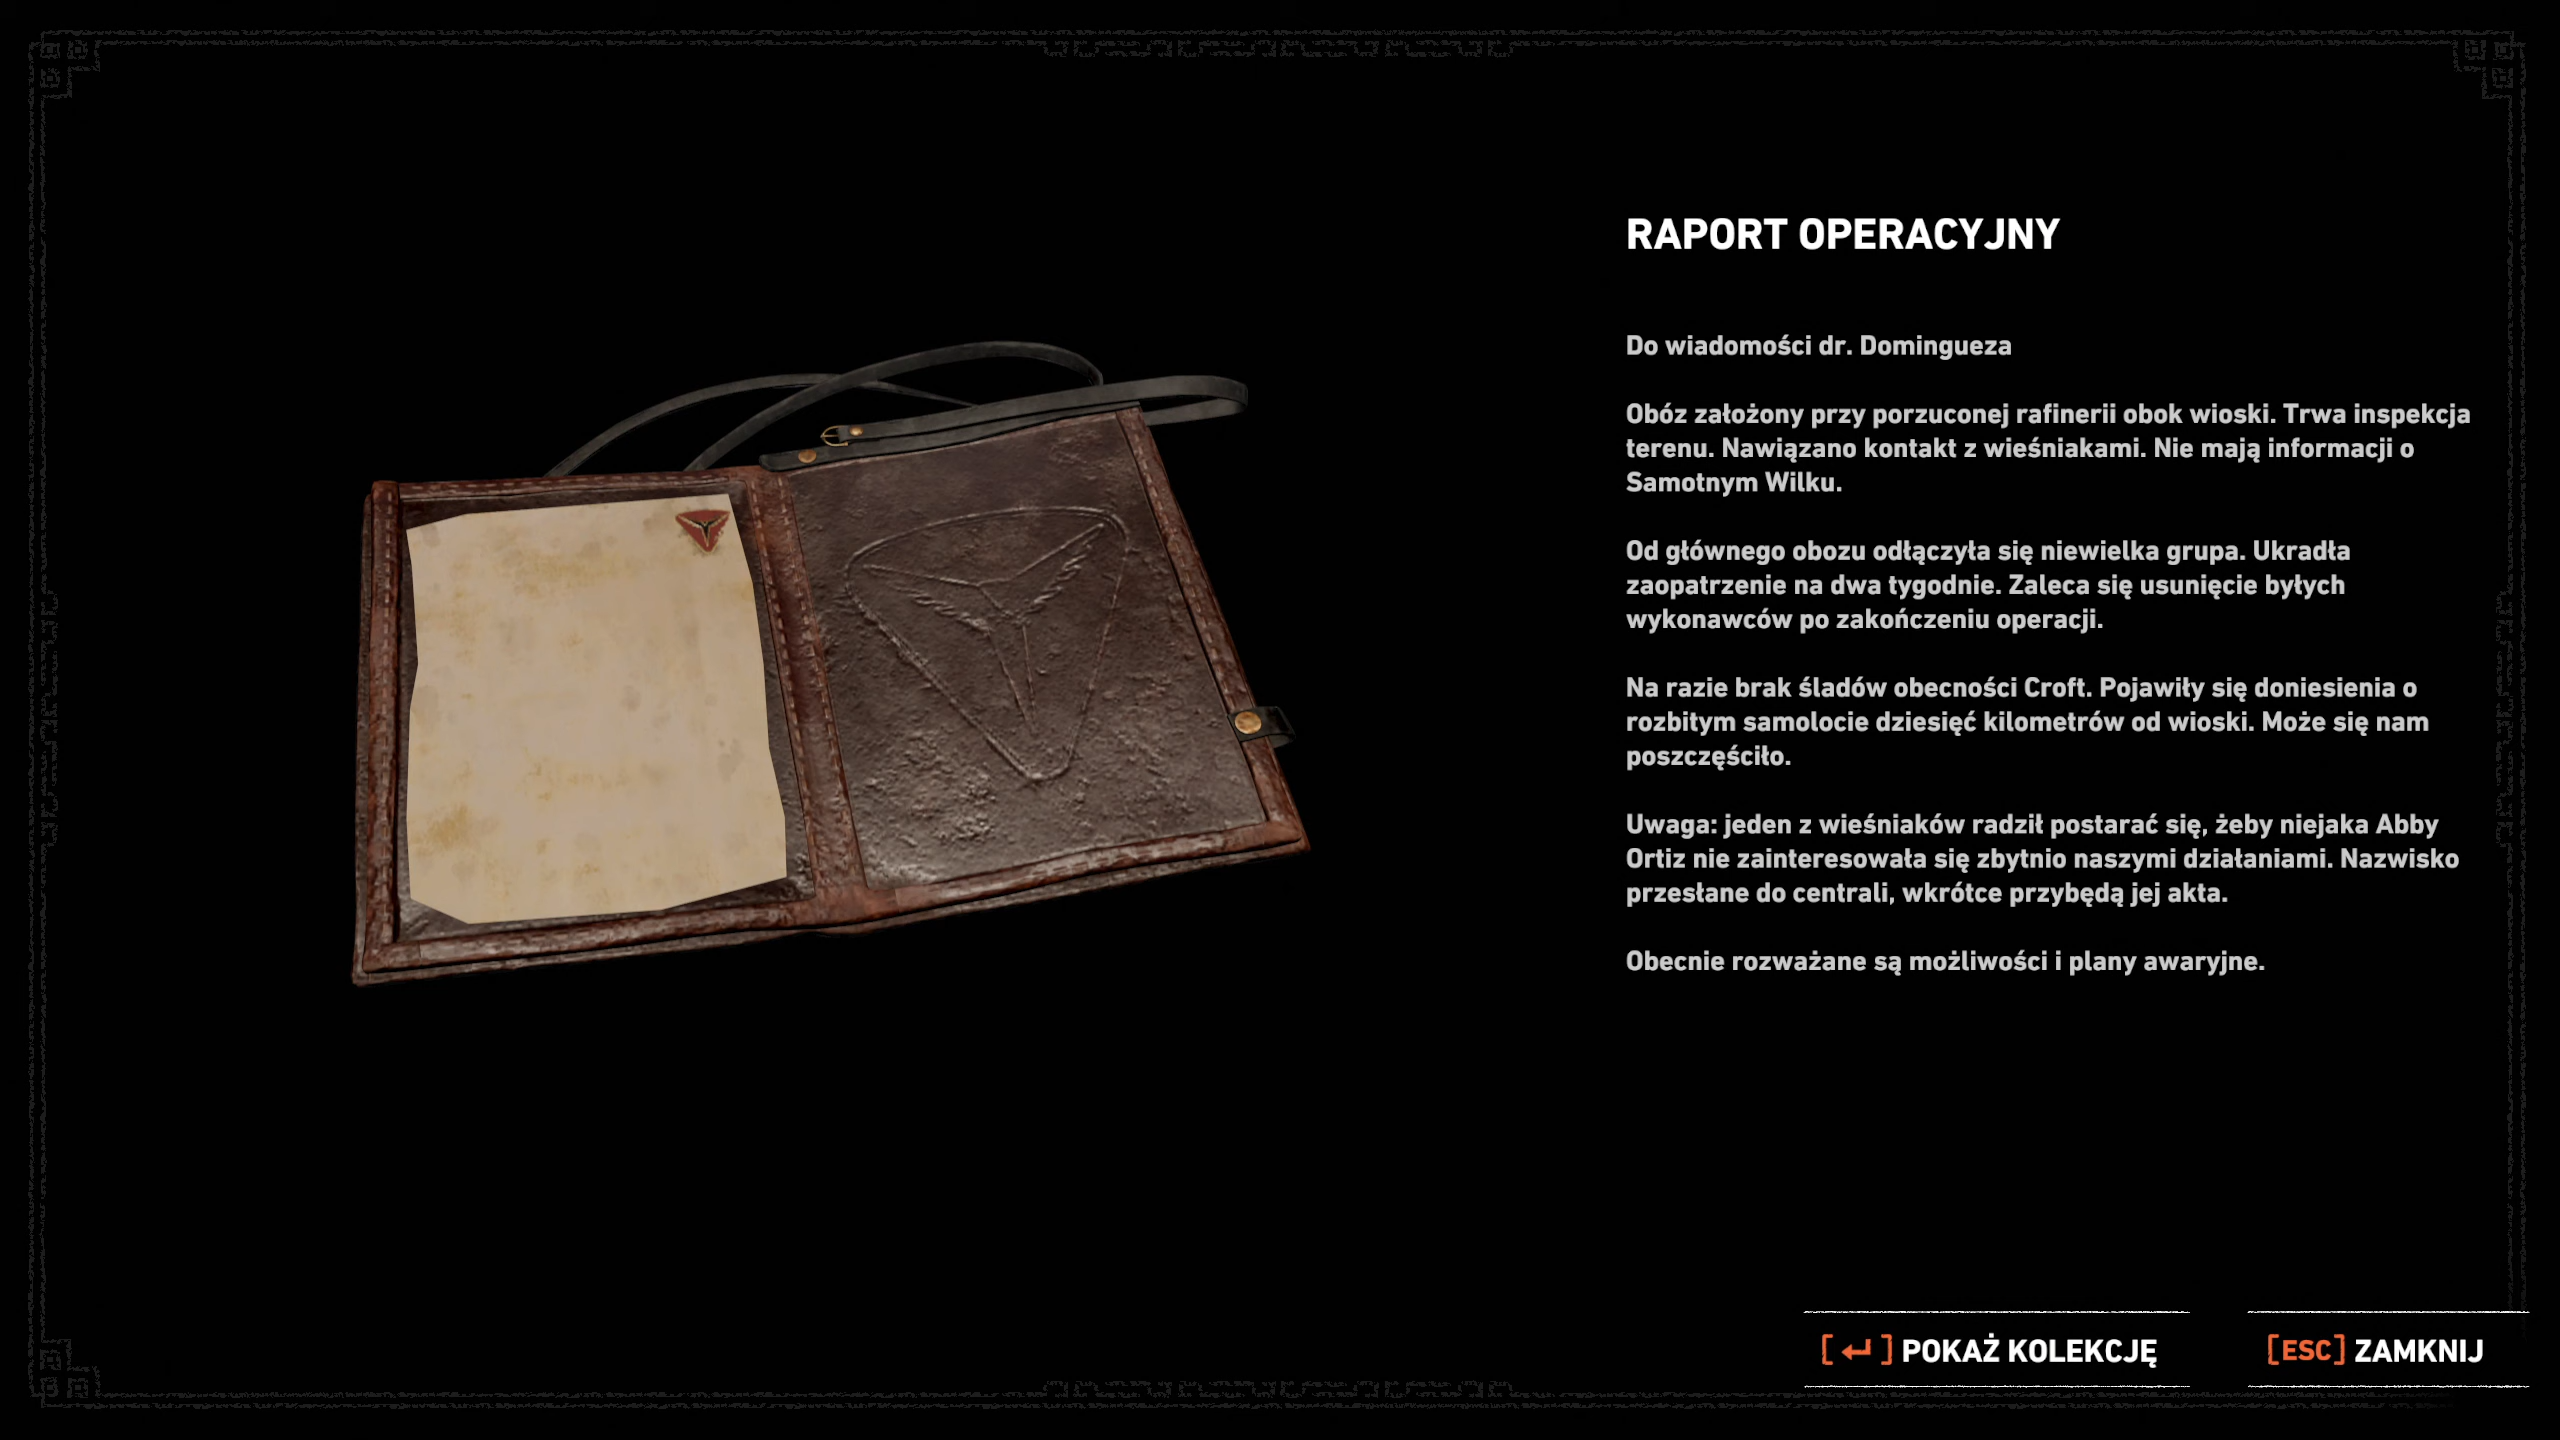 RAPORT OPERACYJNY
Do wiadomości dr. Domingueza
Obóz założony przy porzuconej rafinerii obok wioski. Trwa inspekcja
terenu. Nawiązano kontakt z wieśniakami. Nie mają informacji o
Samotnym Wilku.
Od głównego obozu odłączyła się niewielka grupa. Ukradła
zaopatrzenie na dwa tygodnie. Zaleca się usunięcie byłych
wykonawców po zakończeniu operacji.
Na razie brak śladów obecności Croft. Pojawiły się doniesienia o
rozbitym samolocie dziesięć kilometrów od wioski. Może się nam
poszczęściło.
Uwaga: jeden z wieśniaków radził postarać się, żeby niejaka Abby
Ortiz nie zainteresowała się zbytnio naszymi działaniami. Nazwisko
przesłane do centrali, wkrótce przybędą jej akta.
Obecnie rozważane są możliwości i plany awaryjne.
[↵] POKAŻ KOLEKCJĘ [ESC] ZAMKNIJ